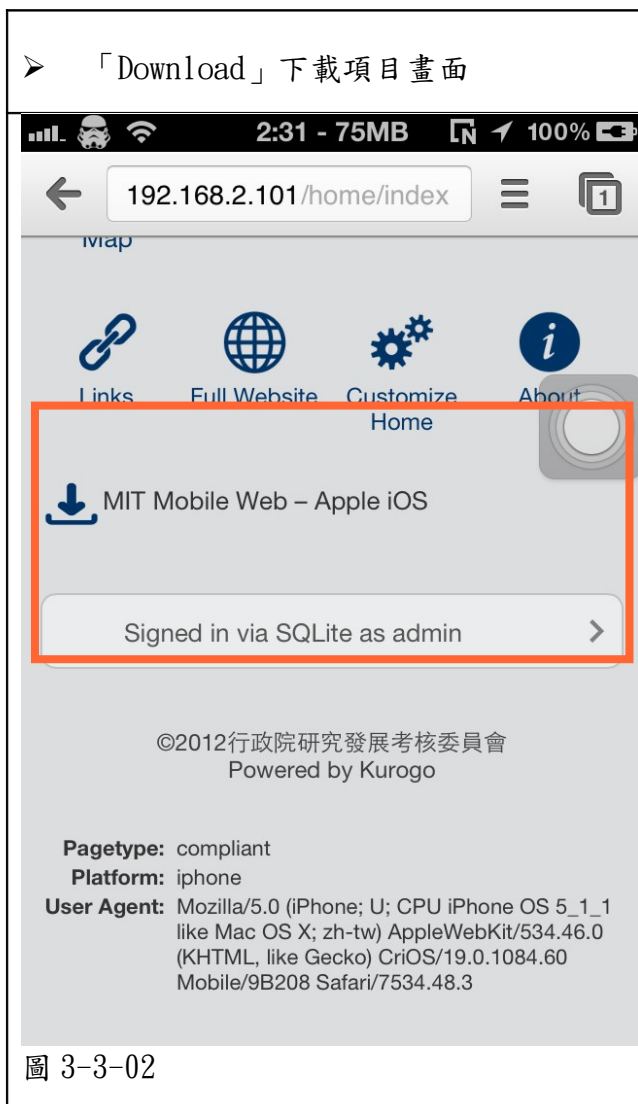 ➢ 「Download」下載項目畫面
2:31 - 75MB 100%
192.168.2.101/home/index 1
Map
Links Full Website Customize Home About
MIT Mobile Web – Apple iOS
Signed in via SQLite as admin
©2012行政院研究發展考核委員會
Powered by Kurogo
Pagetype: compliant
Platform: iphone
User Agent: Mozilla/5.0 (iPhone; U; CPU iPhone OS 5_1_1
like Mac OS X; zh-tw) AppleWebKit/534.46.0
(KHTML, like Gecko) CriOS/19.0.1084.60
Mobile/9B208 Safari/7534.48.3
圖 3-3-02